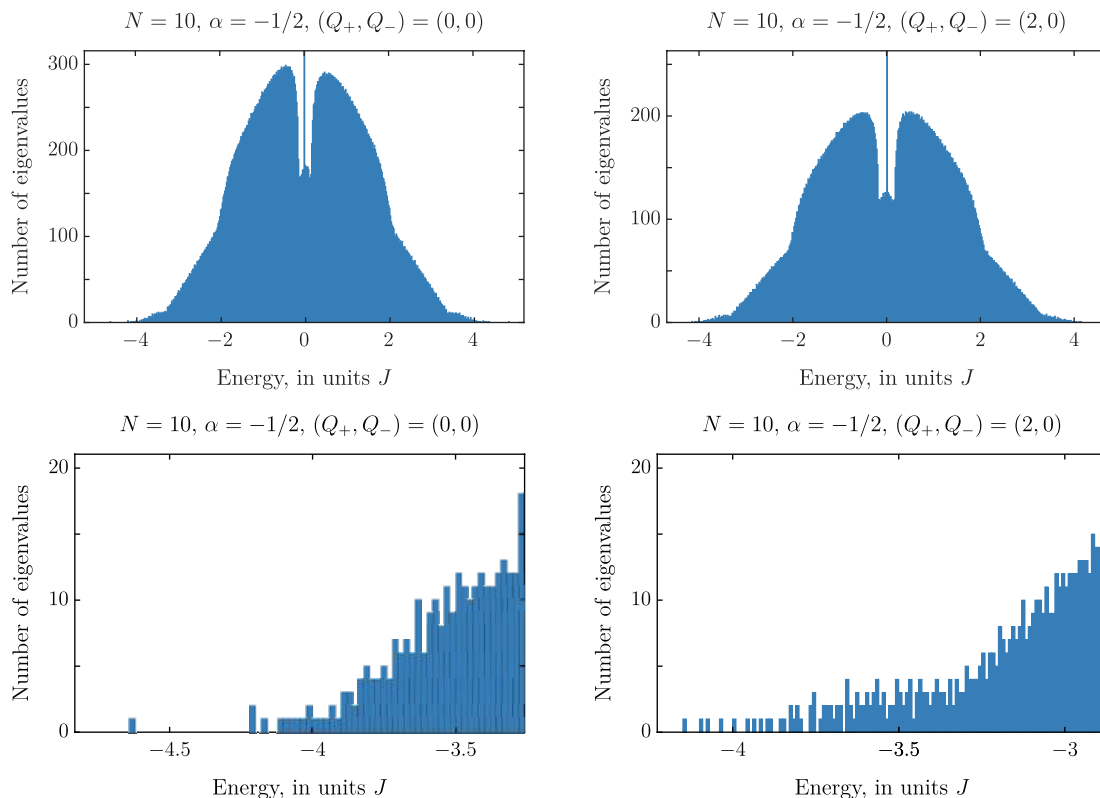 N = 10, α = −1/2, (Q₊, Q₋) = (0, 0)
Number of eigenvalues
300
200
100
0
−4
−2
0
2
4
Energy, in units J
N = 10, α = −1/2, (Q₊, Q₋) = (2, 0)
Number of eigenvalues
200
100
0
−4
−2
0
2
4
Energy, in units J
N = 10, α = −1/2, (Q₊, Q₋) = (0, 0)
Number of eigenvalues
20
10
0
−4.5
−4
−3.5
Energy, in units J
N = 10, α = −1/2, (Q₊, Q₋) = (2, 0)
Number of eigenvalues
20
10
0
−4
−3.5
−3
Energy, in units J